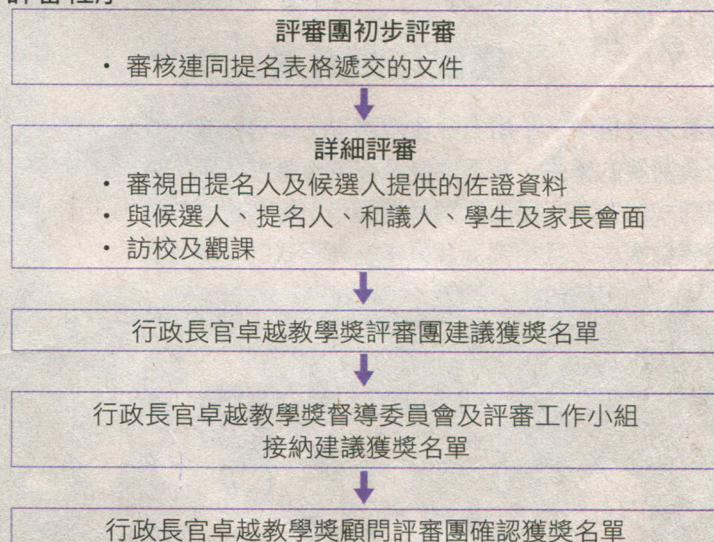 評審團初步評審
・ 審核連同提名表格遞交的文件
詳細評審
・ 審視由提名人及候選人提供的佐證資料
・ 與候選人、提名人、和議人、學生及家長會面
・ 訪校及觀課
行政長官卓越教學獎評審團建議獲獎名單
行政長官卓越教學獎督導委員會及評審工作小組
接納建議獲獎名單
行政長官卓越教學獎顧問評審團確認獲獎名單